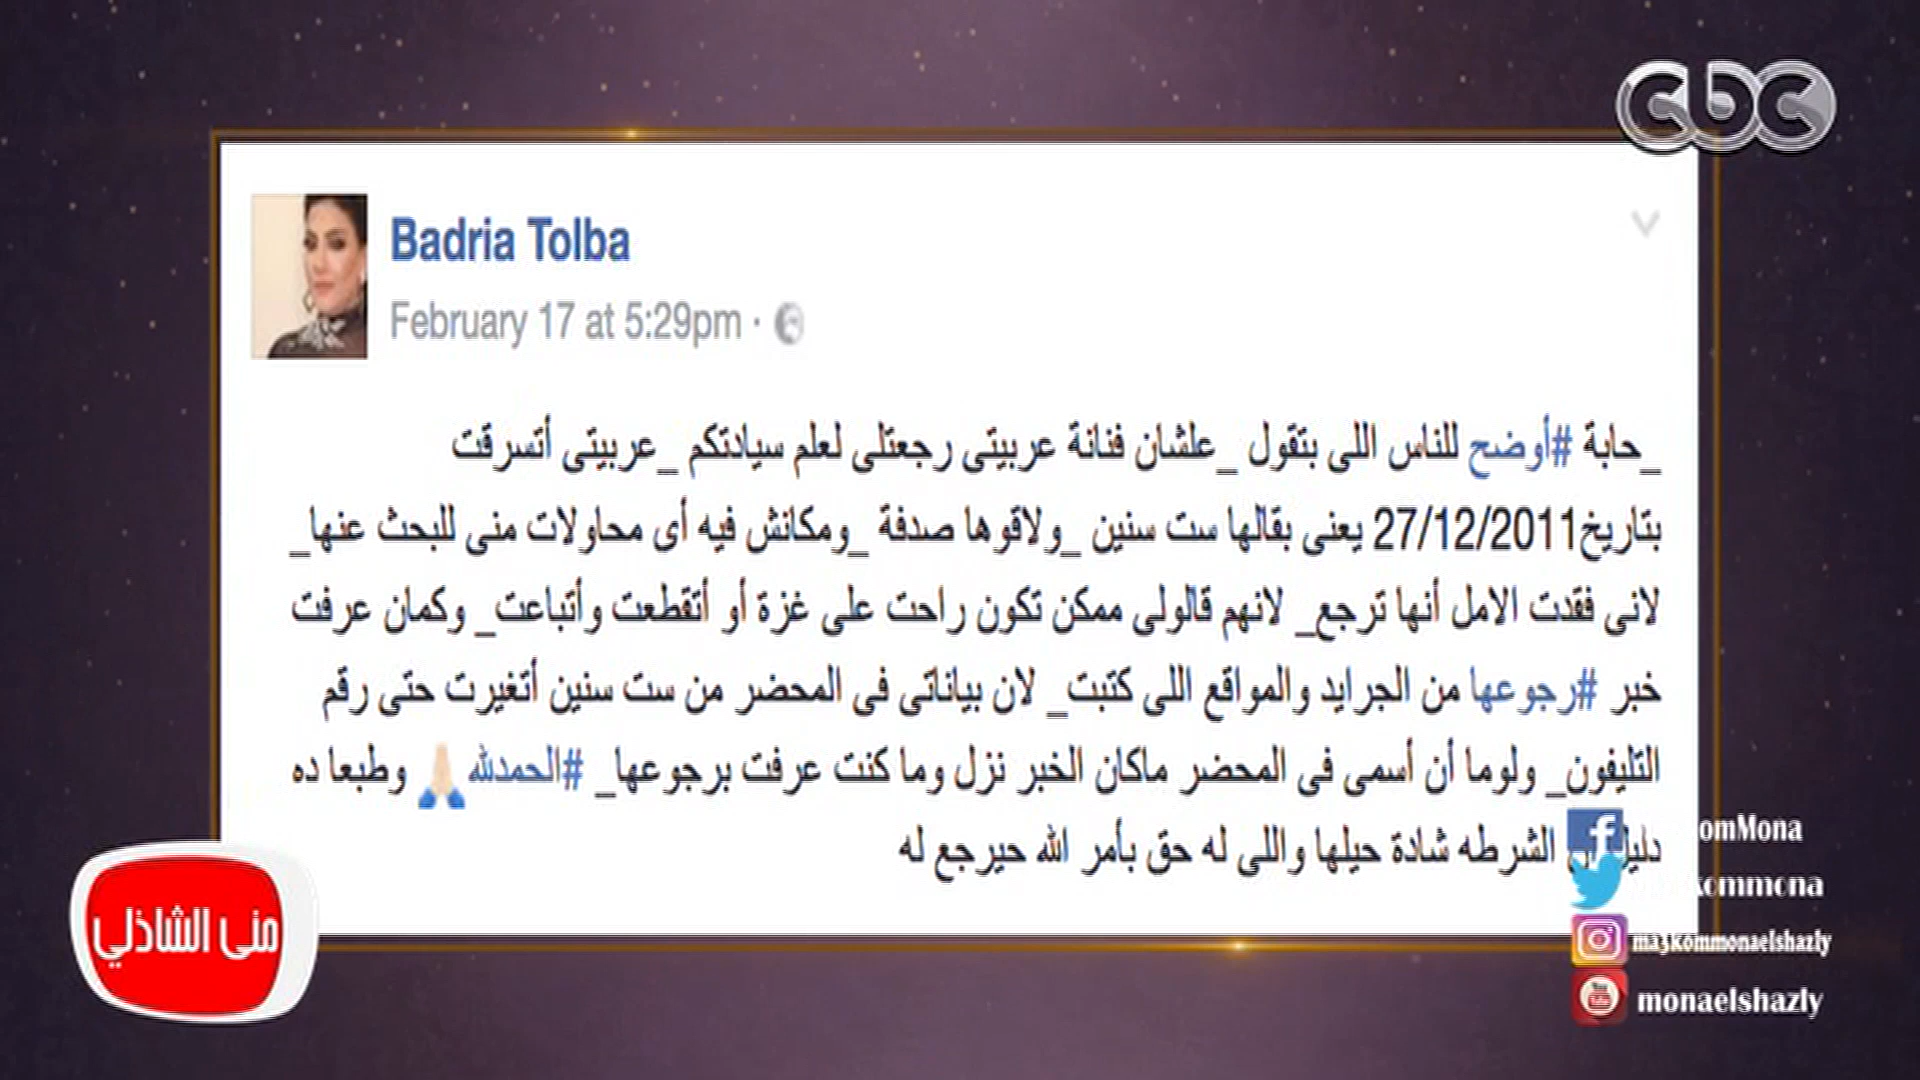 cbc
Badria Tolba
February 17 at 5:29pm ·
_حابة #أوضح للناس اللى بتقول _علشان فنانة عربيتى رجعتلى لعلم سيادتكم _عربيتى أتسرقت
بتاريخ27/12/2011 يعنى بقالها ست سنين _ولاقوها صدفة _ومكانش فيه أى محاولات منى للبحث عنها_
لانى فقدت الامل أنها ترجع_ لانهم قالولى ممكن تكون راحت على غزة أو أتقطعت وأتباعت_ وكمان عرفت
خبر #رجوعها من الجرايد والمواقع اللى كتبت_ لان بياناتى فى المحضر من ست سنين أتغيرت حتى رقم
التليفون_ ولوما أن أسمى فى المحضر ماكان الخبر نزل وما كنت عرفت برجوعها_ #الحمدلله🙏🏻 وطبعا ده
الشرطه شادة حيلها واللى له حق بأمر الله حيرجع له
omMona
kommona
ma3kommonaelshazly
monaelshazly
منى الشاذلي